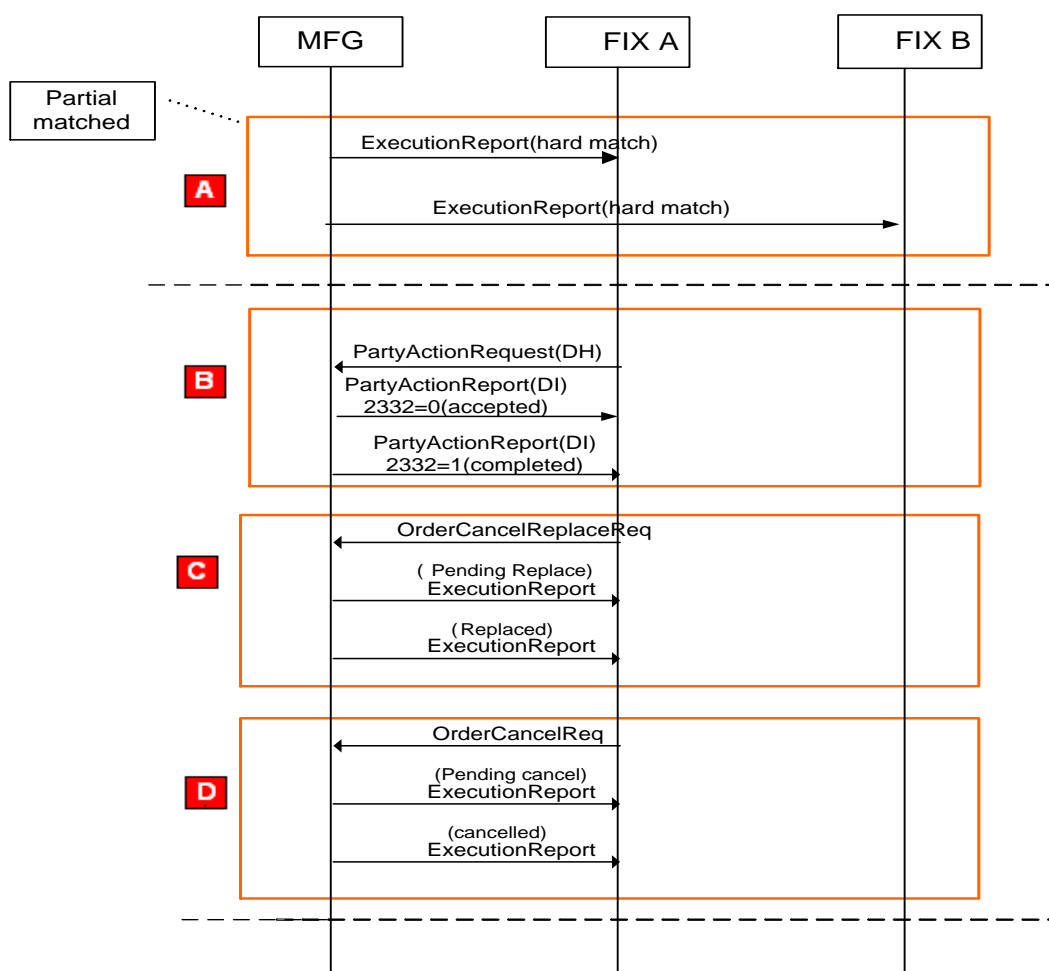 MFG
FIX A
FIX B
Partial
matched
ExecutionReport(hard match)
A
ExecutionReport(hard match)
B
PartyActionRequest(DH)
PartyActionReport(DI)
2332=0(accepted)
PartyActionReport(DI)
2332=1(completed)
C
OrderCancelReplaceReq
( Pending Replace)
ExecutionReport
(Replaced)
ExecutionReport
D
OrderCancelReq
(Pending cancel)
ExecutionReport
(cancelled)
ExecutionReport